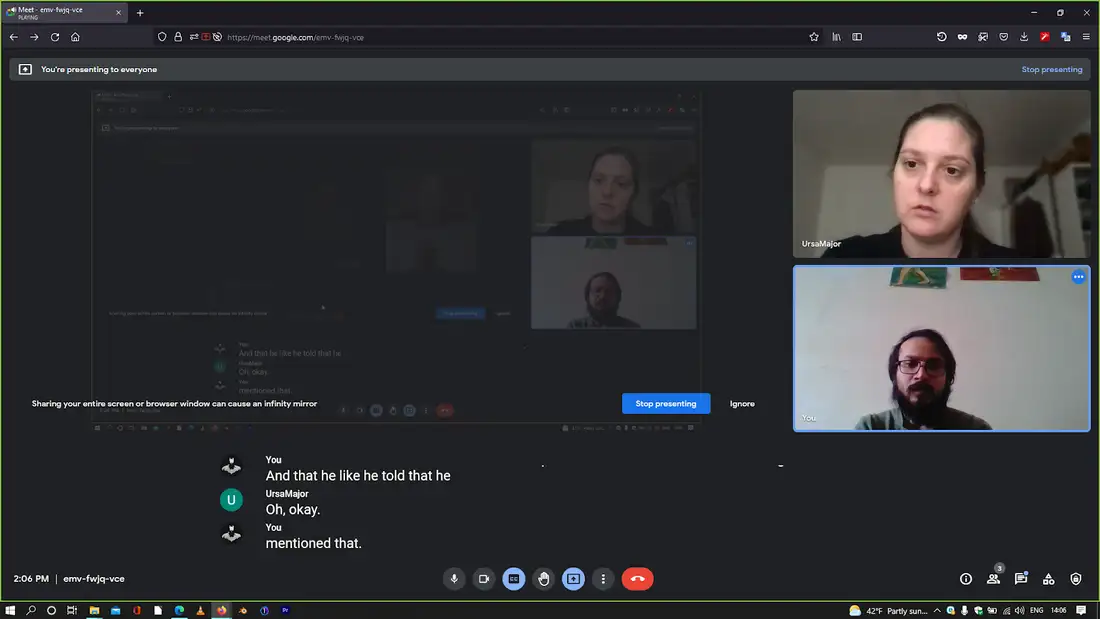 Meet - emv-fwjq-vce
PLAYING
https://meet.google.com/emv-fwjq-vce
You're presenting to everyone
Stop presenting
UrsaMajor
You
Sharing your entire screen or browser window can cause an infinity mirror
Stop presenting
Ignore
You
And that he like he told that he
U
UrsaMajor
Oh, okay.
You
mentioned that.
2:06 PM | emv-fwjq-vce
3
42°F Partly sun...
ENG
14:06